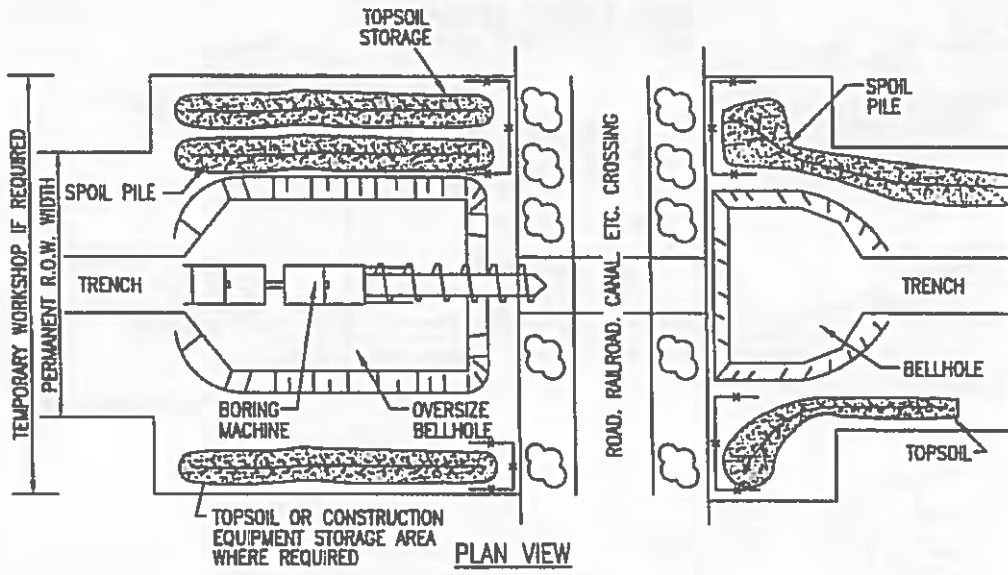 TOPSOIL
STORAGE
SPOIL
PILE
SPOIL PILE
TEMPORARY WORKSHOP IF REQUIRED
PERMANENT R.O.W. WIDTH
TRENCH
ROAD. RAILROAD. CANAL ETC. CROSSING
TRENCH
BORING
MACHINE
OVERSIZE
BELLHOLE
BELLHOLE
TOPSOIL
TOPSOIL OR CONSTRUCTION
EQUIPMENT STORAGE AREA
WHERE REQUIRED
PLAN VIEW